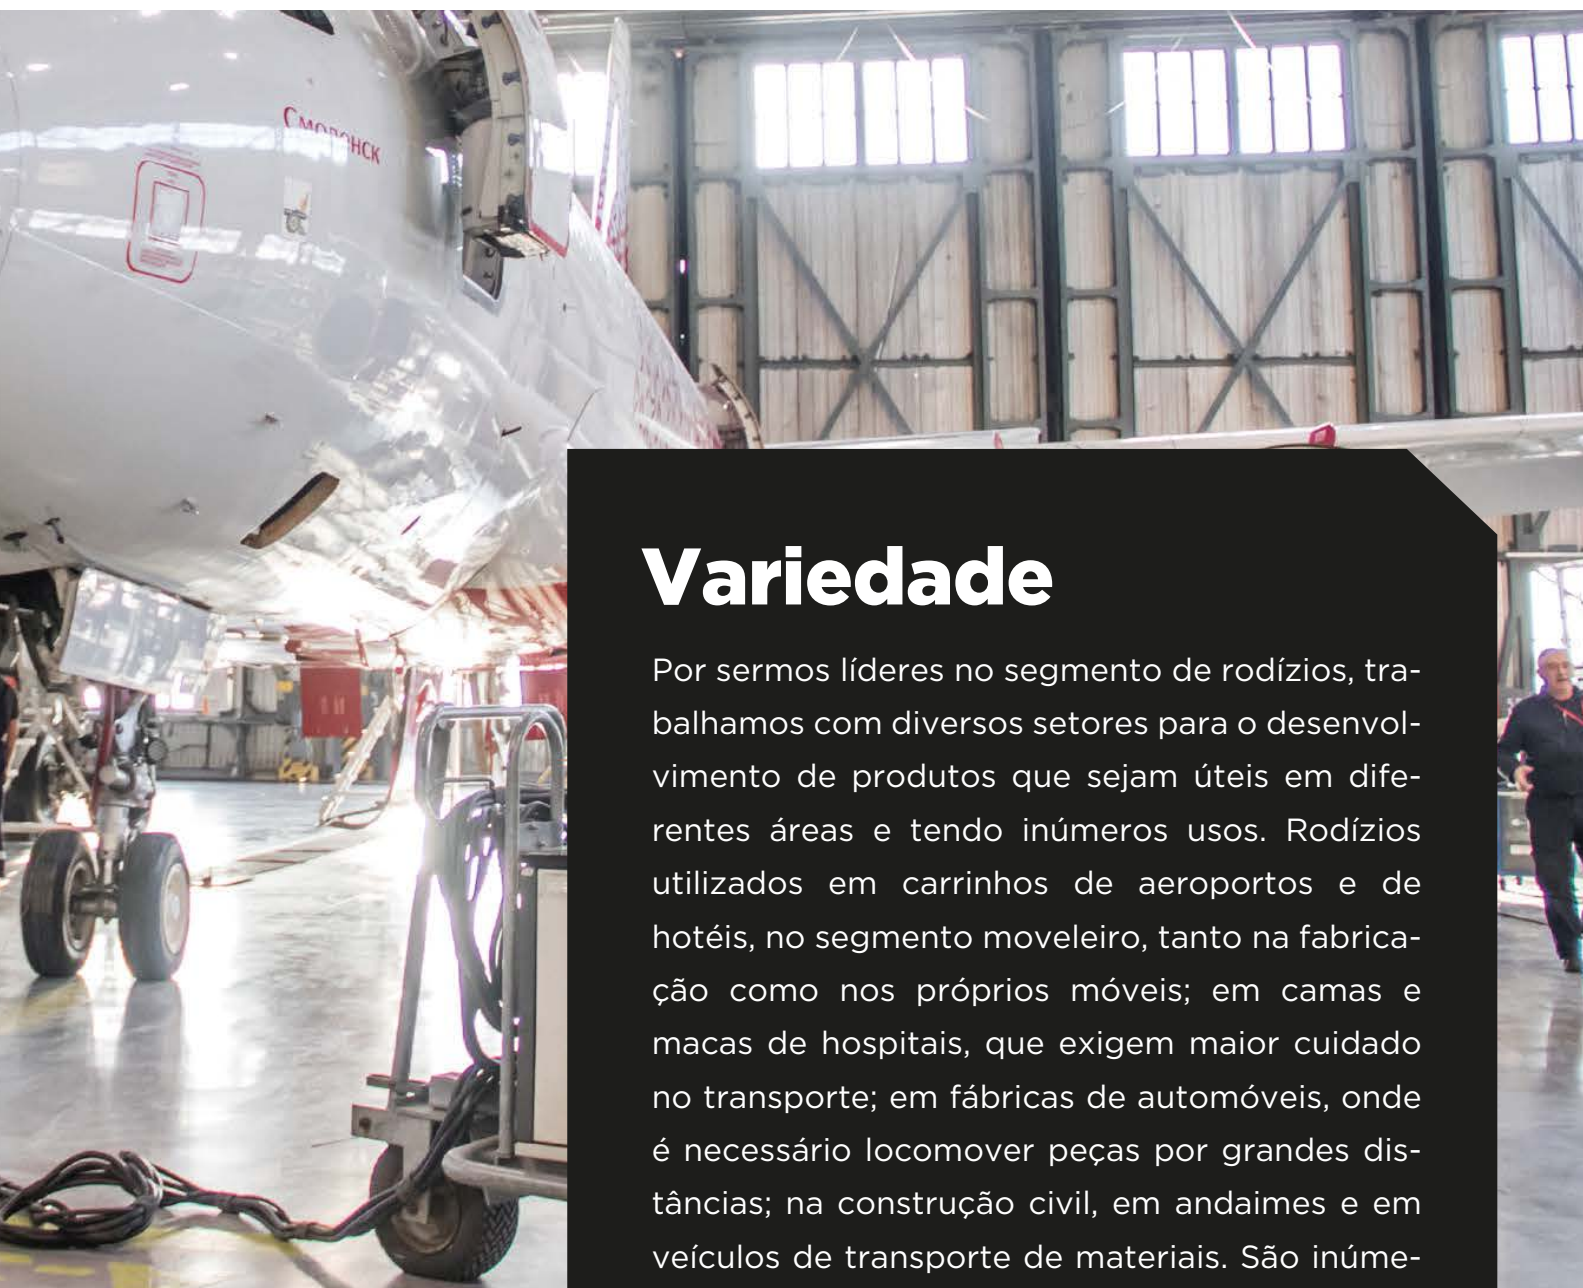 Смоленск
Variedade
Por sermos líderes no segmento de rodízios, tra-
balhamos com diversos setores para o desenvol-
vimento de produtos que sejam úteis em dife-
rentes áreas e tendo inúmeros usos. Rodízios
utilizados em carrinhos de aeroportos e de
hotéis, no segmento moveleiro, tanto na fabrica-
ção como nos próprios móveis; em camas e
macas de hospitais, que exigem maior cuidado
no transporte; em fábricas de automóveis, onde
é necessário locomover peças por grandes dis-
tâncias; na construção civil, em andaimes e em
veículos de transporte de materiais. São inúme-